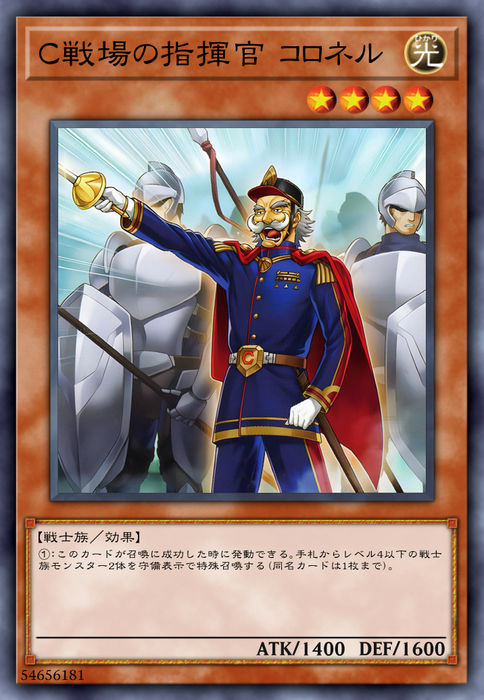 C戦場の指揮官 コロネル
ひかり
光
【戦士族／効果】
①：このカードが召喚に成功した時に発動できる。手札からレベル4以下の戦士
族モンスター2体を守備表示で特殊召喚する（同名カードは1枚まで）。
ATK/1400 DEF/1600
54656181